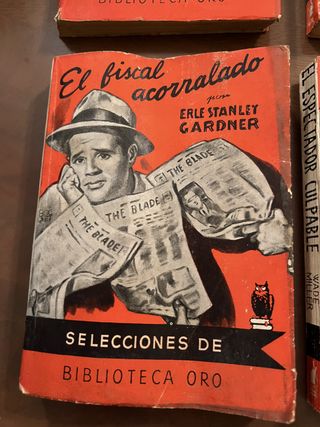 BIBLIOTECA ORO
El fiscal
acorralado
por
ERLE STANLEY
GARDNER
THE BLADE
THE BLADE
THE BLADE
SELECCIONES DE
BIBLIOTECA ORO
EL ESPECTADOR CULPABLE
WADE
MILLER